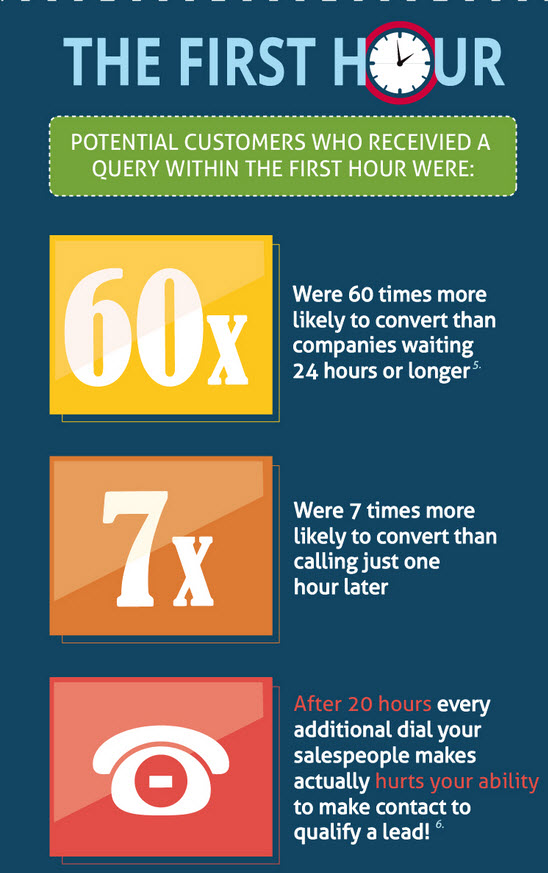 THE FIRST HOUR
POTENTIAL CUSTOMERS WHO RECEIVIED A
QUERY WITHIN THE FIRST HOUR WERE:
60x
Were 60 times more
likely to convert than
companies waiting
24 hours or longer 5.
7x
Were 7 times more
likely to convert than
calling just one
hour later
After 20 hours every
additional dial your
salespeople makes
actually hurts your ability
to make contact to
qualify a lead! 6.